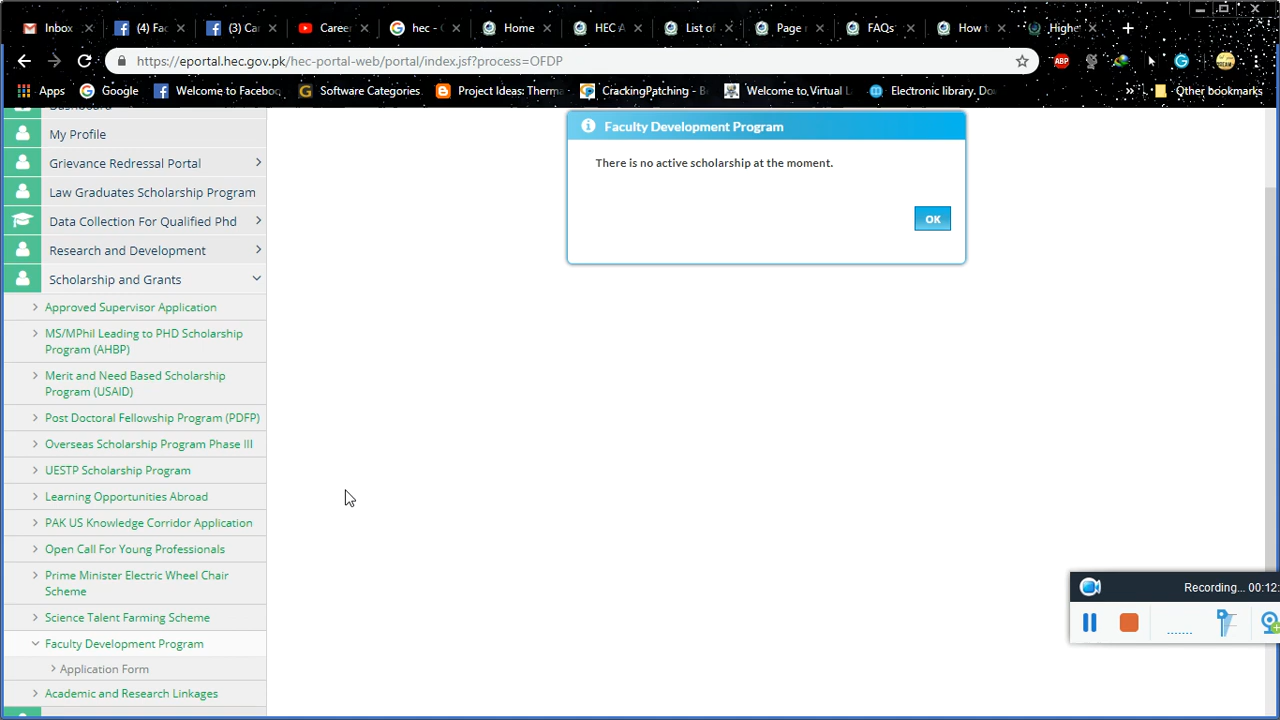 Inbox
(4) Fac
(3) Car
Career
hec -
Home
HEC A
List of
Page n
FAQs
How t
Highe
https://eportal.hec.gov.pk/hec-portal-web/portal/index.jsf?process=OFDP
ABP
Apps
Google
Welcome to Faceboo
Software Categories
Project Ideas: Therma
CrackingPatching - B
Welcome to,Virtual L
Electronic library. Do
»
Other bookmarks
Dashboard
My Profile
Grievance Redressal Portal
Law Graduates Scholarship Program
Data Collection For Qualified Phd
Research and Development
Scholarship and Grants
Approved Supervisor Application
MS/MPhil Leading to PHD Scholarship
Program (AHBP)
Merit and Need Based Scholarship
Program (USAID)
Post Doctoral Fellowship Program (PDFP)
Overseas Scholarship Program Phase III
UESTP Scholarship Program
Learning Opportunities Abroad
PAK US Knowledge Corridor Application
Open Call For Young Professionals
Prime Minister Electric Wheel Chair
Scheme
Science Talent Farming Scheme
Faculty Development Program
Application Form
Academic and Research Linkages
Faculty Development Program
There is no active scholarship at the moment.
OK
Recording... 00:12: